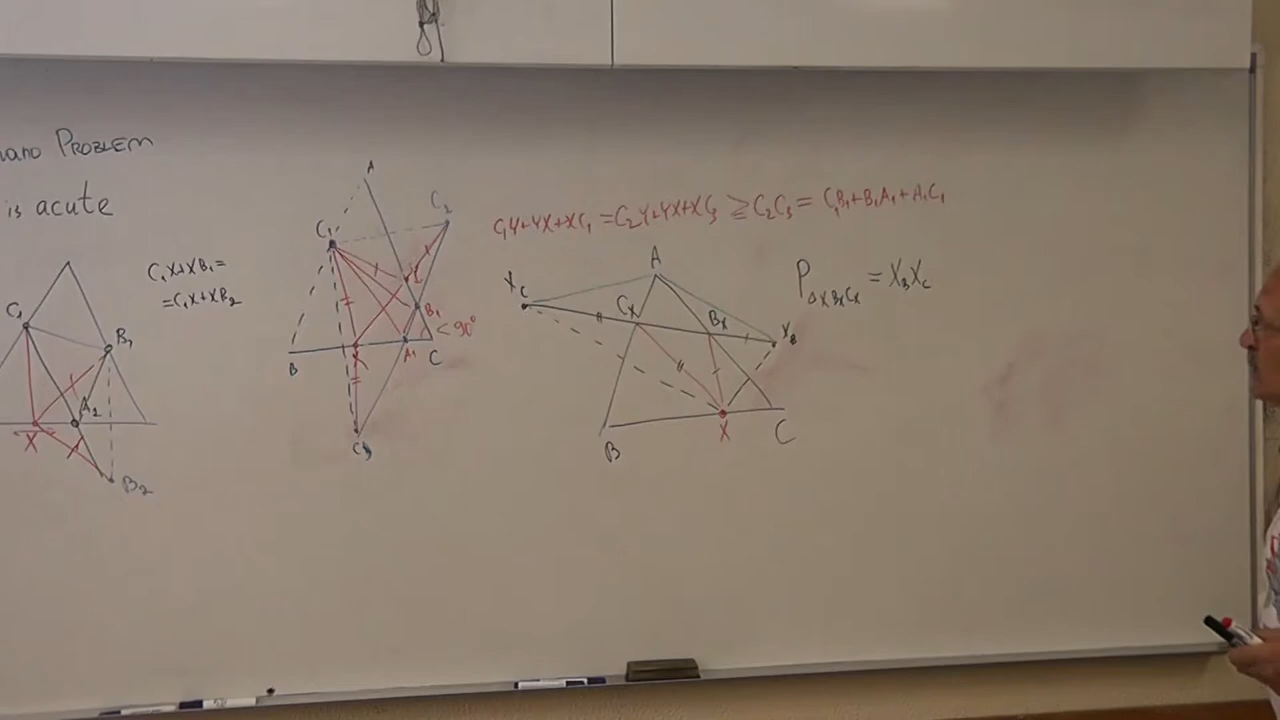 PROBLEM
is acute
C₁X+XB₁=
=C₁X+XB₂
C₁
B₁
A₂
X
B₂
A
C₁
C₂
B₁
<90°
B
X
A₁
C
C₃
C₁Y+YX+XC₁=C₂Y+YX+XC₃≥C₂C₃=C₁B₁+B₁A₁+A₁C₁
A
X_C
C_X
B_X
X_B
B
X
C
P_△XB_XC_X = X_BX_C